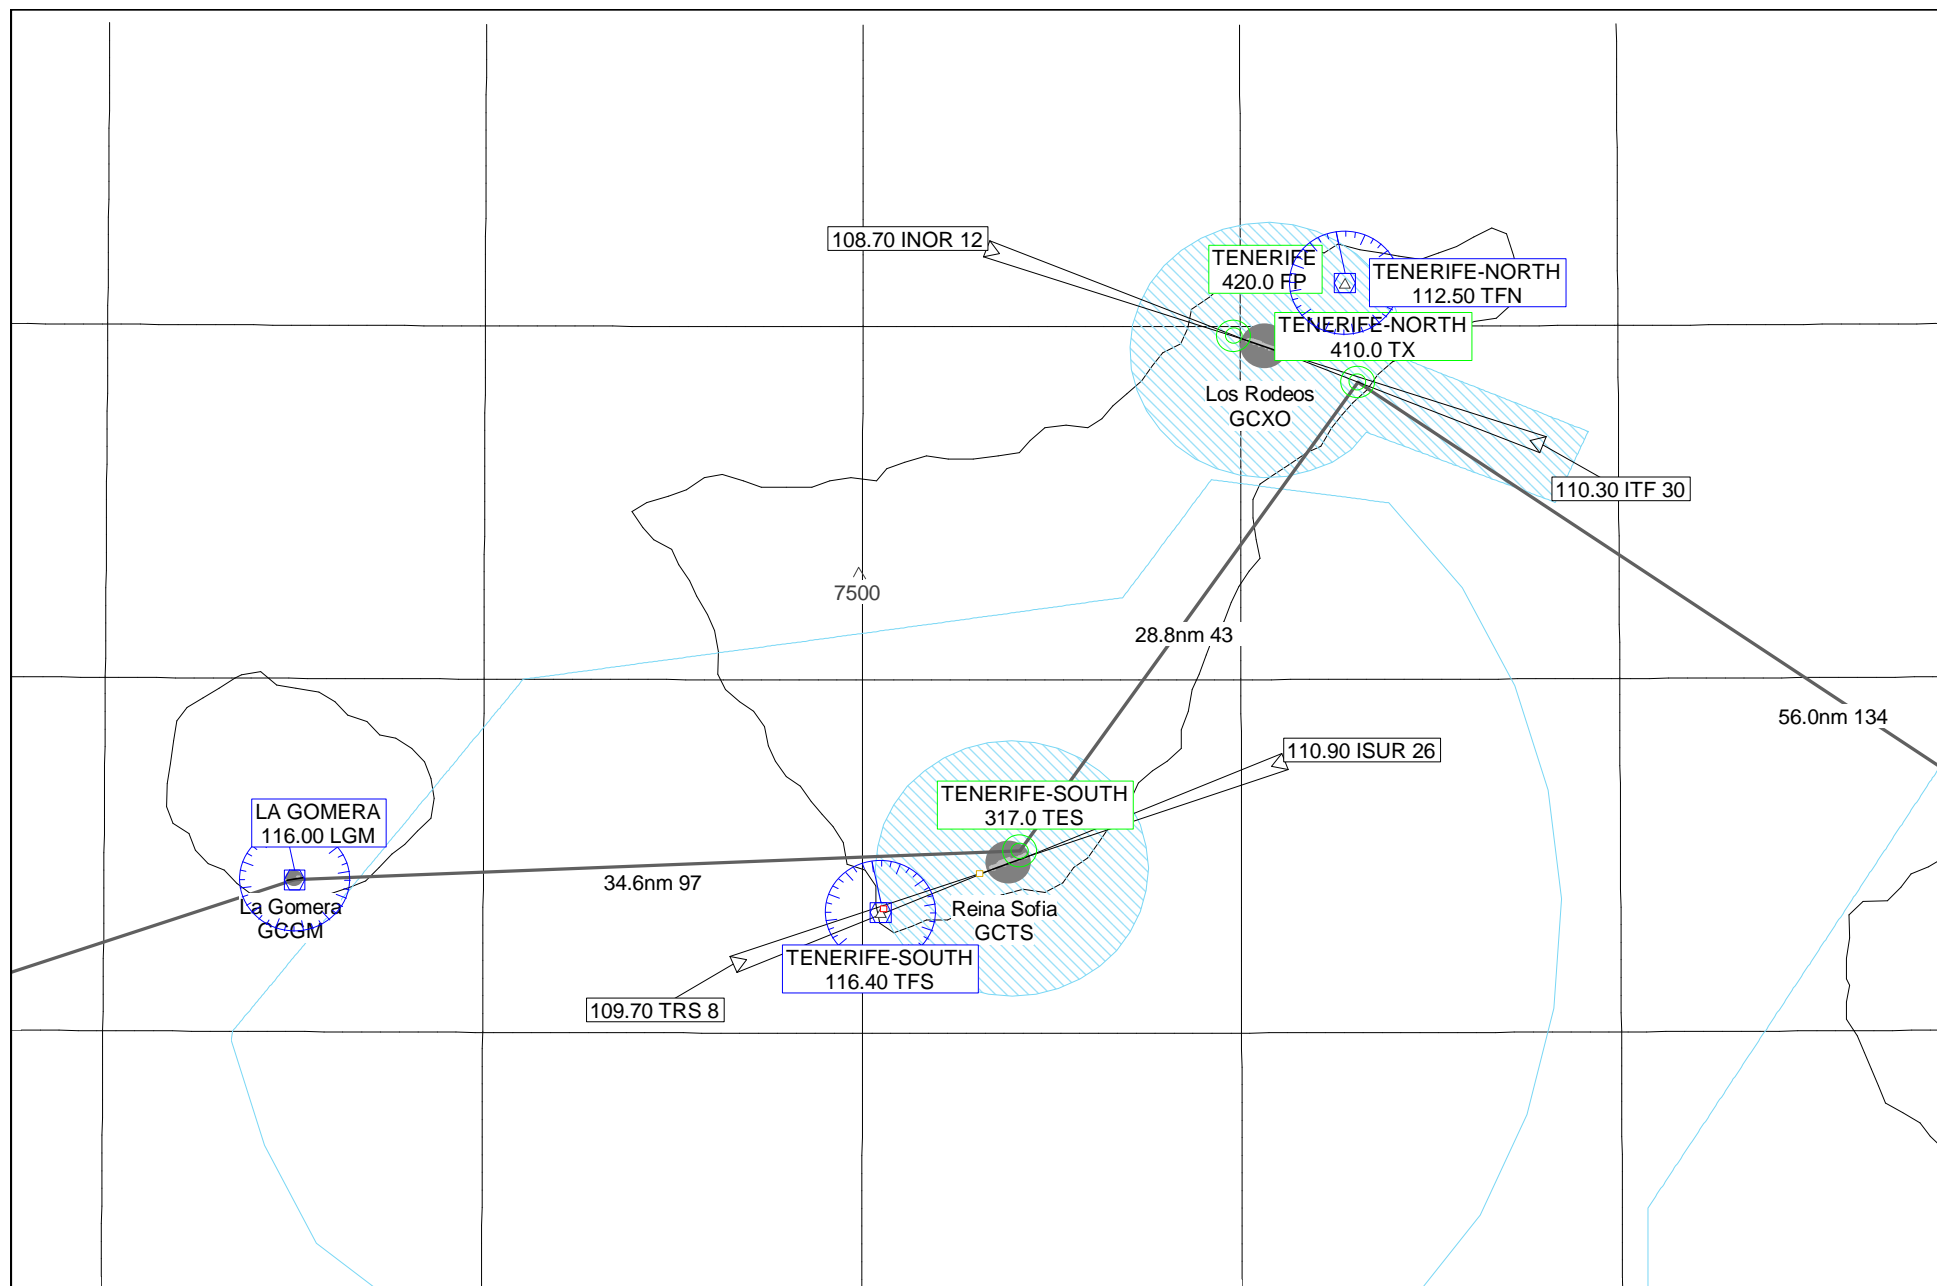 108.70 INOR 12
TENERIFE
420.0 FP
TENERIFE-NORTH
112.50 TFN
TENERIFE-NORTH
410.0 TX
Los Rodeos
GCXO
110.30 ITF 30
7500
28.8nm 43
56.0nm 134
110.90 ISUR 26
TENERIFE-SOUTH
317.0 TES
LA GOMERA
116.00 LGM
34.6nm 97
La Gomera
GCGM
Reina Sofia
GCTS
TENERIFE-SOUTH
116.40 TFS
109.70 TRS 8